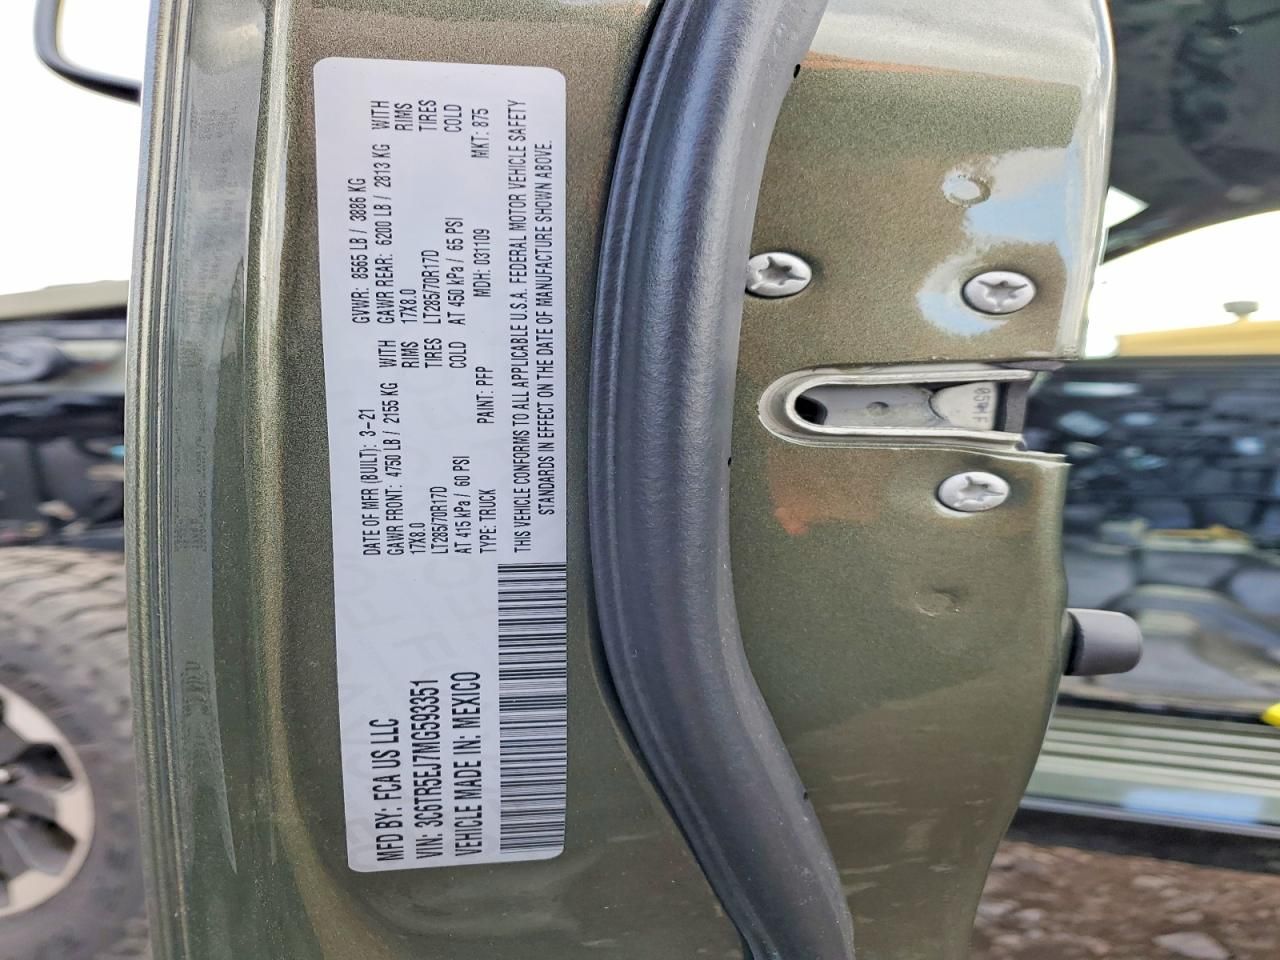 MFD BY: FCA US LLC
VIN: 3C6TR5EJ7MG593351
VEHICLE MADE IN: MEXICO
DATE OF MFR (BUILT): 3-21 GVWR: 8565 LB / 3886 KG
GAWR FRONT: 4750 LB / 2155 KG WITH GAWR REAR: 6200 LB / 2813 KG WITH
17X8.0 RIMS 17X8.0 RIMS
LT285/70R17D TIRES LT285/70R17D TIRES
AT 415 kPa / 60 PSI COLD AT 450 kPa / 65 PSI COLD
TYPE: TRUCK PAINT: PFP MDH: 031109 MKT: 875
THIS VEHICLE CONFORMS TO ALL APPLICABLE U.S.A. FEDERAL MOTOR VEHICLE SAFETY
STANDARDS IN EFFECT ON THE DATE OF MANUFACTURE SHOWN ABOVE.